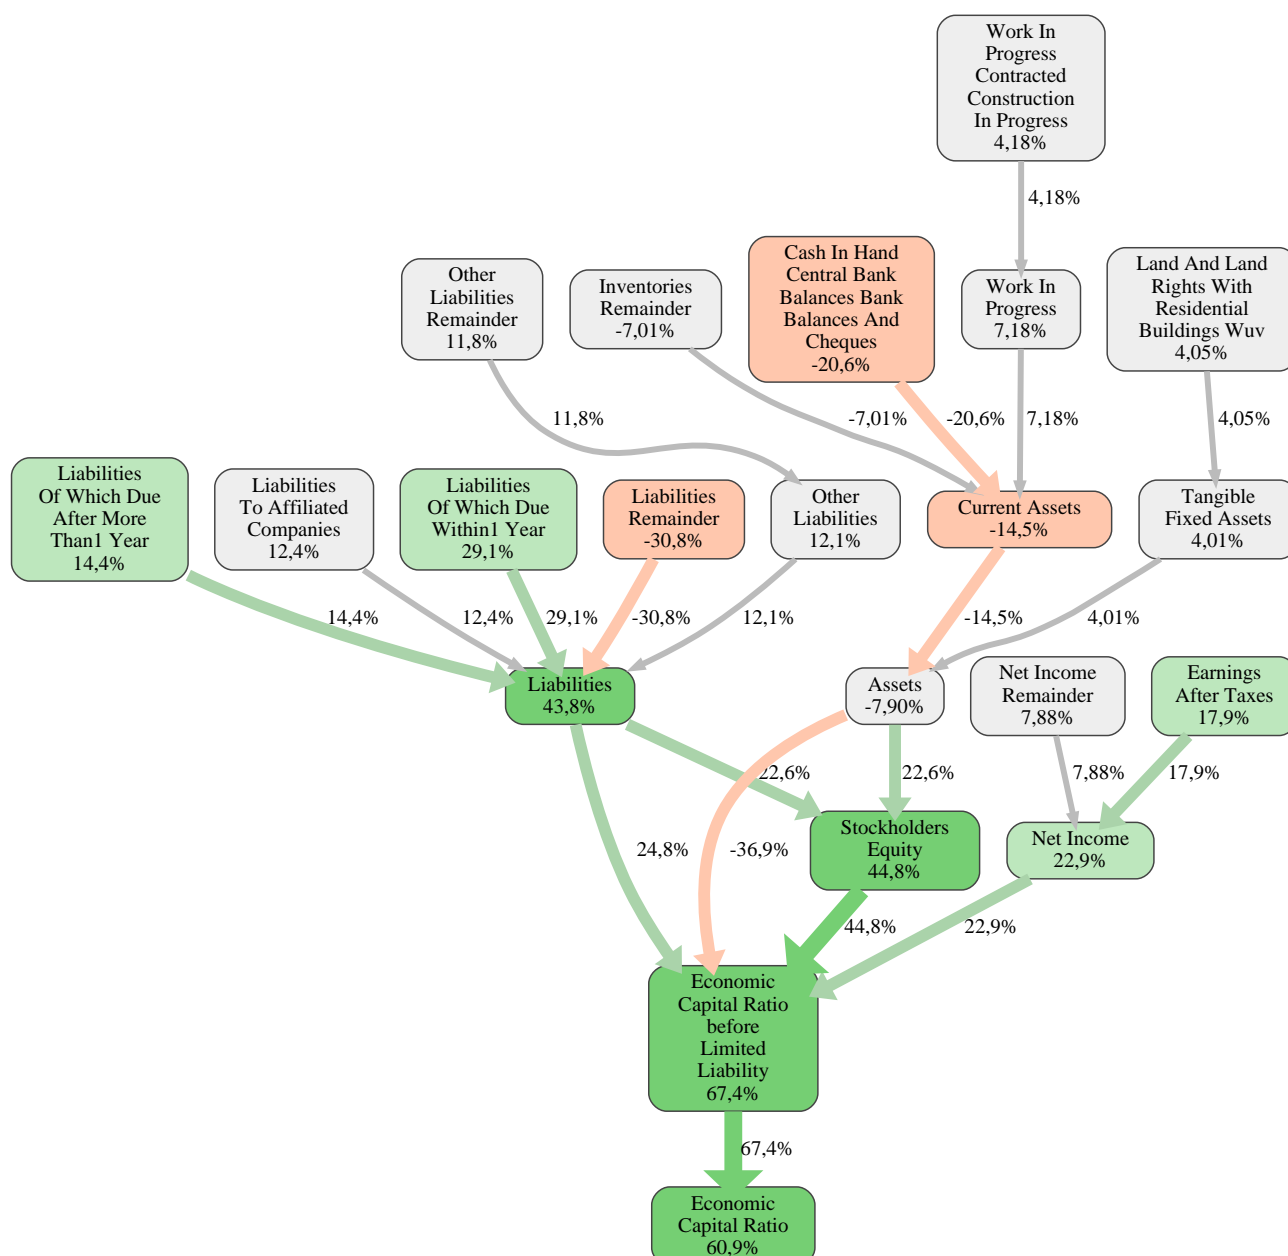 Work In
Progress
Contracted
Construction
In Progress
4,18%
4,18%
Other
Liabilities
Remainder
11,8%
Inventories
Remainder
-7,01%
Cash In Hand
Central Bank
Balances Bank
Balances And
Cheques
-20,6%
Work In
Progress
7,18%
Land And Land
Rights With
Residential
Buildings Wuv
4,05%
11,8%
-7,01%
-20,6%
7,18%
4,05%
Liabilities
Of Which Due
After More
Than1 Year
14,4%
Liabilities
To Affiliated
Companies
12,4%
Liabilities
Of Which Due
Within1 Year
29,1%
Liabilities
Remainder
-30,8%
Other
Liabilities
12,1%
Current Assets
-14,5%
Tangible
Fixed Assets
4,01%
14,4%
12,4%
29,1%
-30,8%
12,1%
-14,5%
4,01%
Liabilities
43,8%
Assets
-7,90%
Net Income
Remainder
7,88%
Earnings
After Taxes
17,9%
22,6%
22,6%
7,88%
17,9%
Stockholders
Equity
44,8%
Net Income
22,9%
24,8%
-36,9%
44,8%
22,9%
Economic
Capital Ratio
before
Limited
Liability
67,4%
67,4%
Economic
Capital Ratio
60,9%